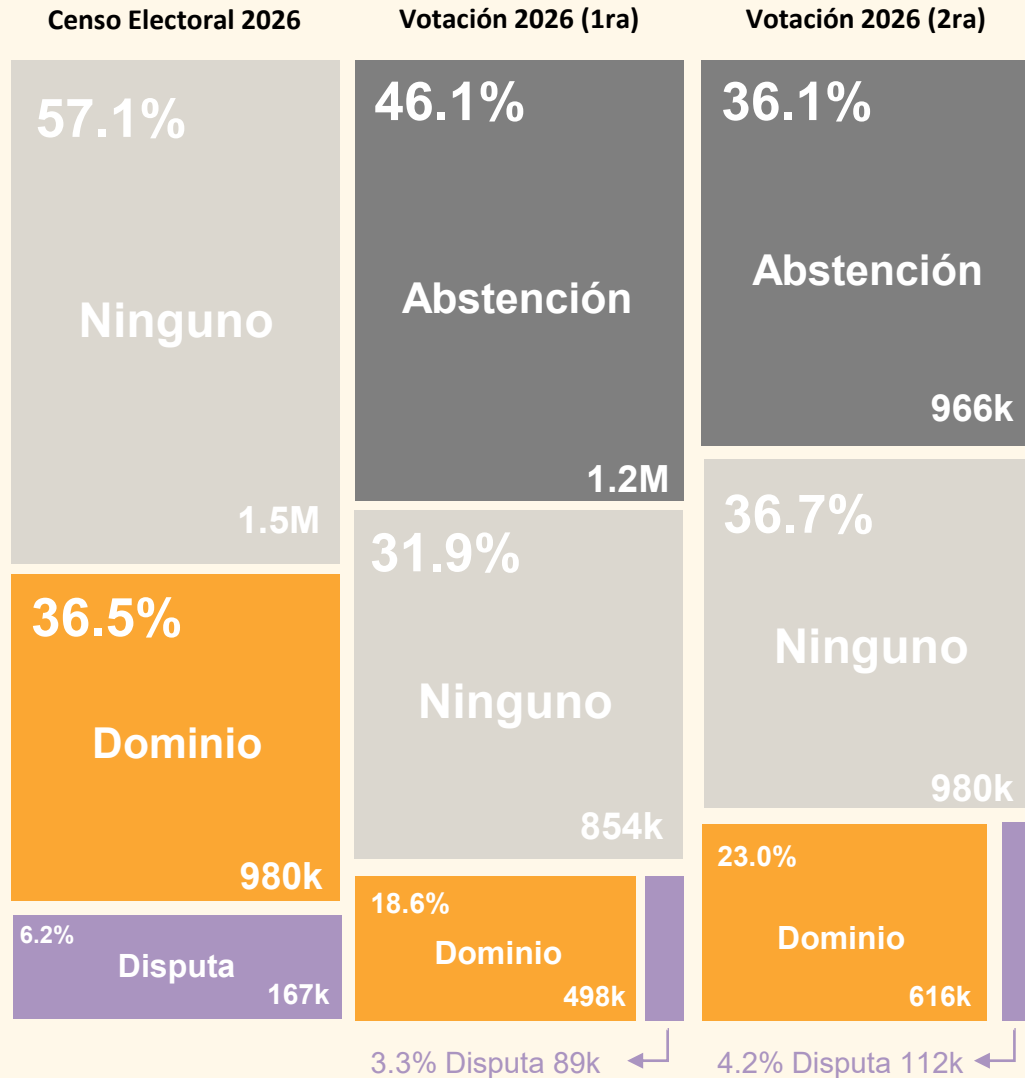 Censo Electoral 2026
57.1%
Ninguno
1.5M
36.5%
Dominio
980k
6.2%
Disputa
167k
Votación 2026 (1ra)
46.1%
Abstención
1.2M
31.9%
Ninguno
854k
18.6%
Dominio
498k
3.3% Disputa 89k
Votación 2026 (2ra)
36.1%
Abstención
966k
36.7%
Ninguno
980k
23.0%
Dominio
616k
4.2% Disputa 112k